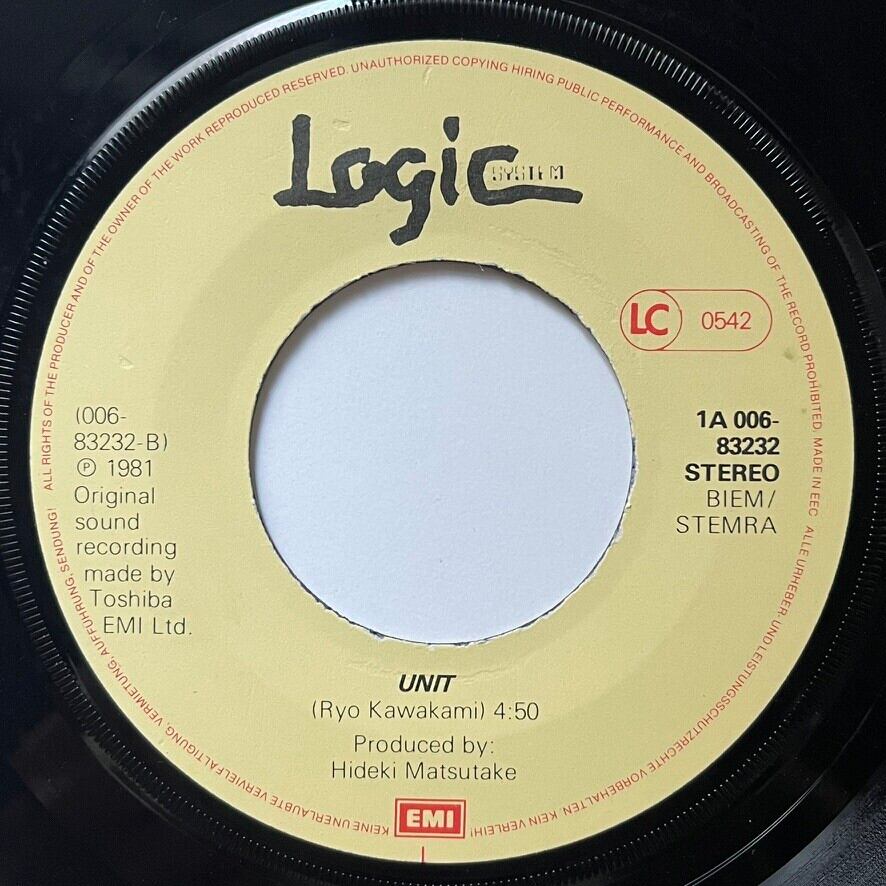 ALL RIGHTS OF THE PRODUCER AND OF THE OWNER OF THE WORK REPRODUCED RESERVED. UNAUTHORIZED COPYING HIRING PUBLIC PERFORMANCE AND BROADCASTING OF THE RECORD PROHIBITED. MADE IN EEC
ALLE URHEBER- UND LEISTUNGSSCHUTZRECHTE VORBEHALTEN. KEIN VERLEIH! KEINE UNERLAUBTE VERVIELFALTIGUNG, VERMIETUNG, AUFFUHRUNG, SENDUNG!
Logic
SYSTEM
LC 0542
(006-
83232-B)
℗ 1981
Original
sound
recording
made by
Toshiba
EMI Ltd.
1A 006-
83232
STEREO
BIEM/
STEMRA
UNIT
(Ryo Kawakami) 4:50
Produced by:
Hideki Matsutake
EMI